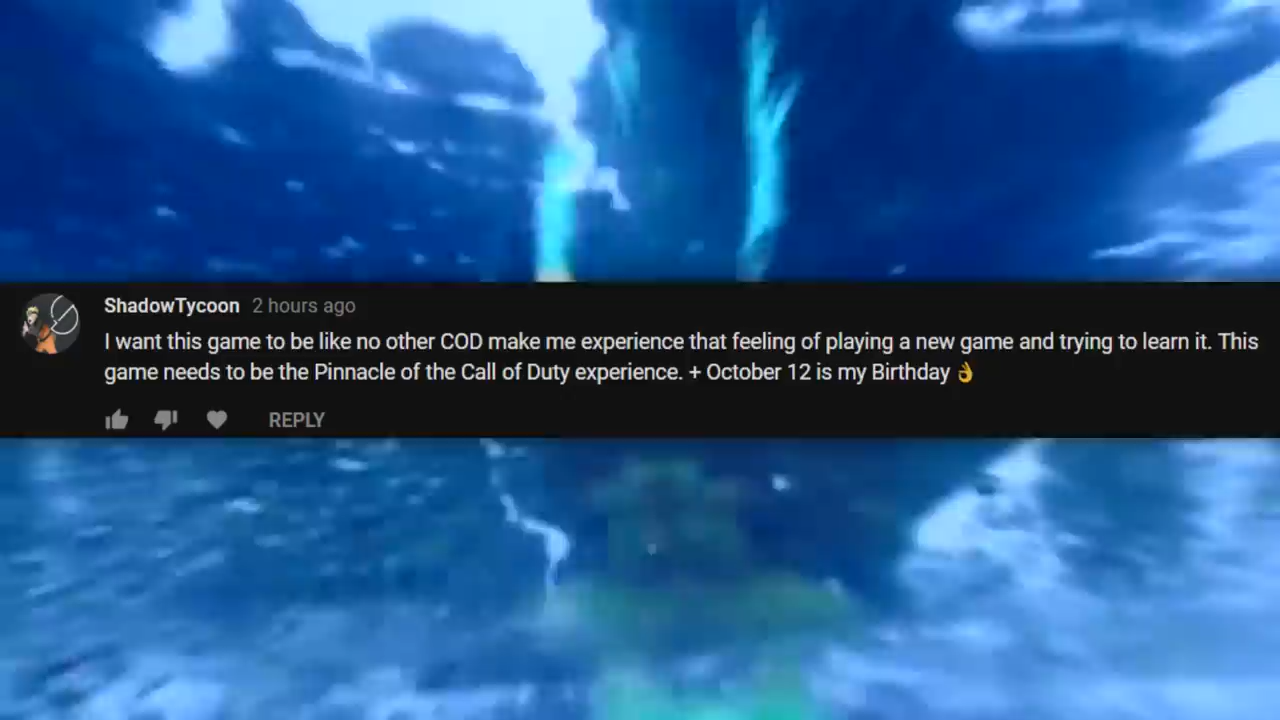 ShadowTycoon 2 hours ago
I want this game to be like no other COD make me experience that feeling of playing a new game and trying to learn it. This
game needs to be the Pinnacle of the Call of Duty experience. + October 12 is my Birthday 👌
REPLY